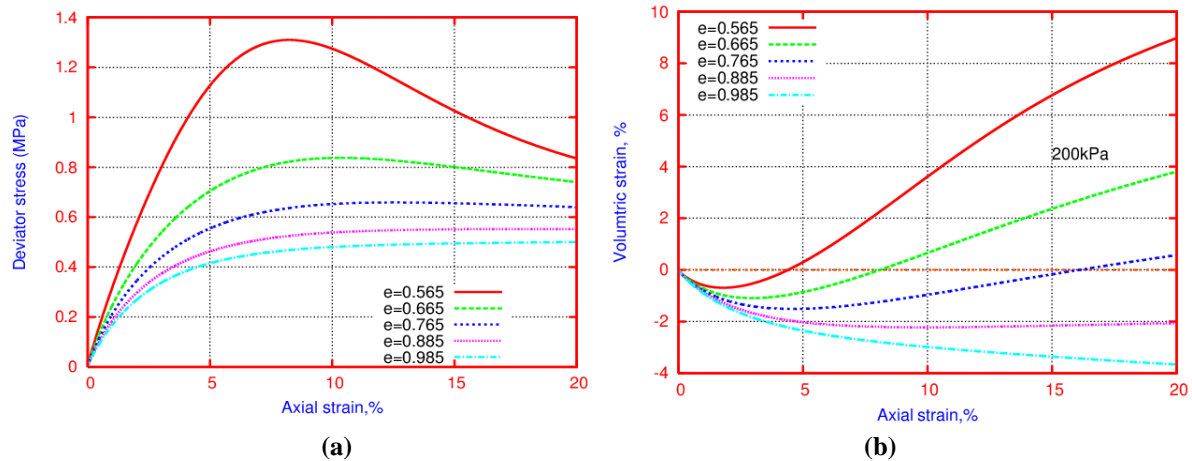 1.4
1.2
1
0.8
0.6
0.4
0.2
0
Deviator stress (MPa)
e=0.565
e=0.665
e=0.765
e=0.885
e=0.985
0 5 10 15 20
Axial strain,%
(a)
10
8
6
4
2
0
-2
-4
Volumtric strain, %
e=0.565
e=0.665
e=0.765
e=0.885
e=0.985
200kPa
0 5 10 15 20
Axial strain,%
(b)